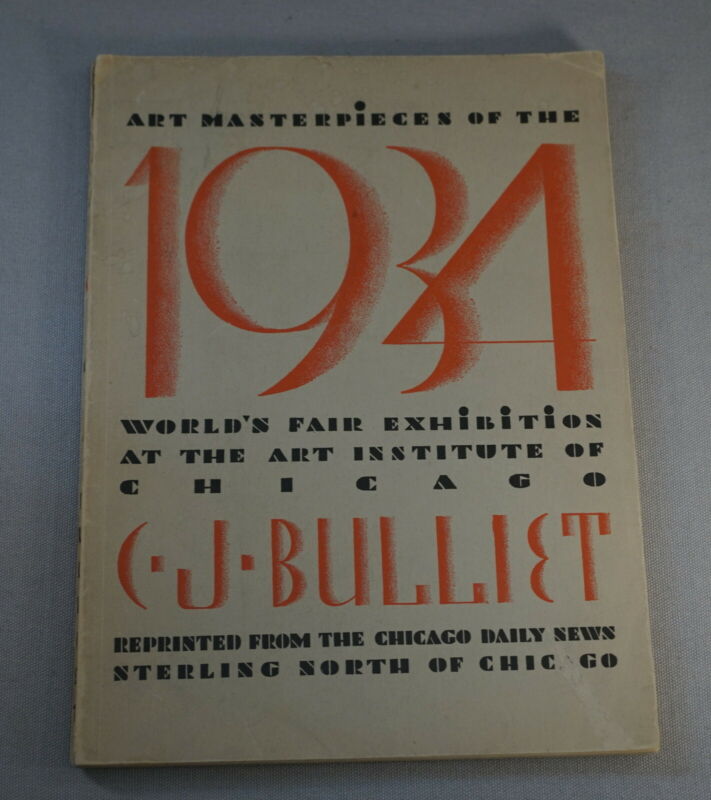 ART MASTERPiECES OF THE
1934
WORLD'S FAIR EXHiBiTiON
AT THE ART INSTITUTE OF
CHICAGO
C·J·BULLIET
REPRINTED FROM THE CHICAGO DAILY NEWS
STERLING NORTH OF CHIC GO